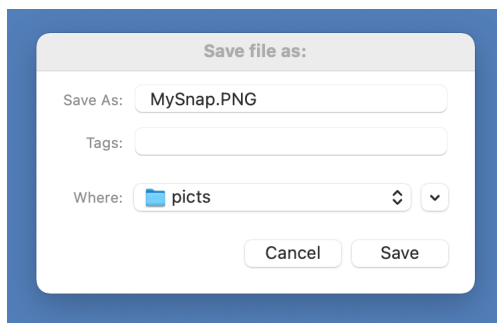 Save file as:
Save As: MySnap.PNG
Tags:
Where: picts
Cancel Save